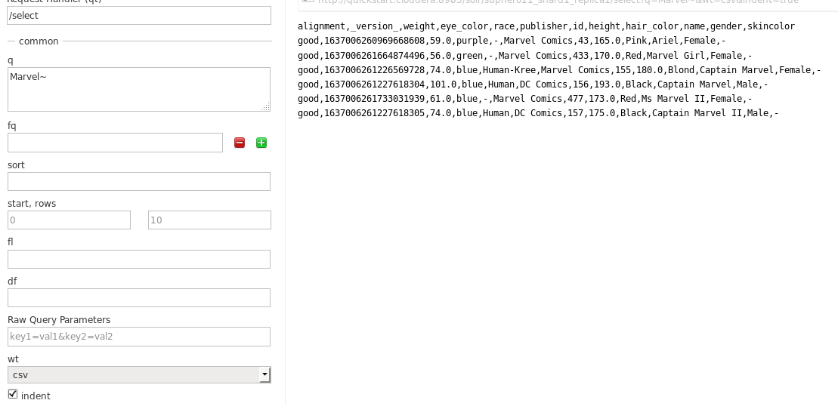 /select
common
q
Marvel~
fq
sort
start, rows
0 10
fl
df
Raw Query Parameters
key1=val1&key2=val2
wt
csv
indent
alignment,_version_,weight,eye_color,race,publisher,id,height,hair_color,name,gender,skincolor
good,1637006260969668608,59.0,purple,-,Marvel Comics,43,165.0,Pink,Ariel,Female,-
good,1637006261664874496,56.0,green,-,Marvel Comics,433,170.0,Red,Marvel Girl,Female,-
good,1637006261226569728,74.0,blue,Human-Kree,Marvel Comics,155,180.0,Blond,Captain Marvel,Female,-
good,1637006261227618304,101.0,blue,Human,DC Comics,156,193.0,Black,Captain Marvel,Male,-
good,1637006261733031939,61.0,blue,-,Marvel Comics,477,173.0,Red,Ms Marvel II,Female,-
good,1637006261227618305,74.0,blue,Human,DC Comics,157,175.0,Black,Captain Marvel II,Male,-